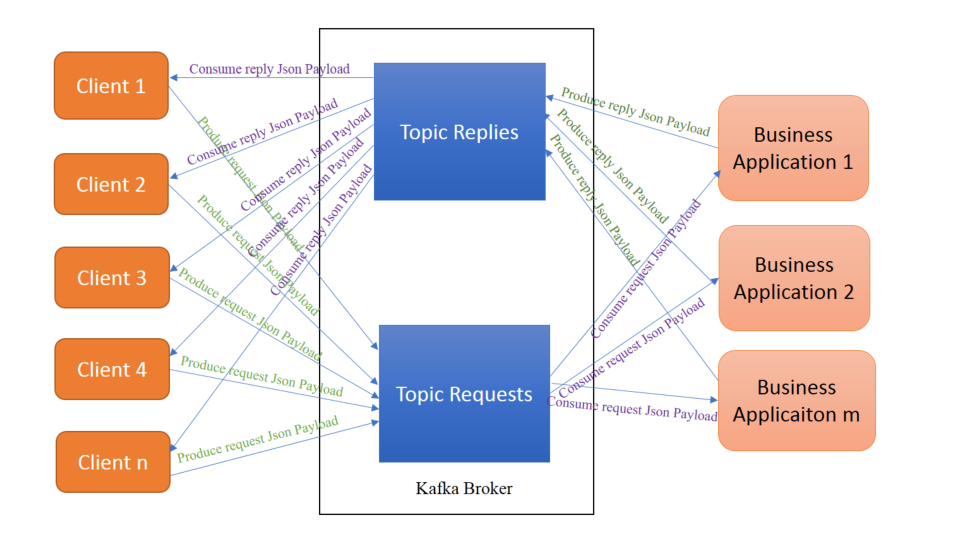 Consume reply Json Payload
Client 1
Produce request Json Payload
Consume reply Json Payload
Client 2
Produce request Json Payload
Consume reply Json Payload
Client 3
Produce request Json Payload
Consume reply Json Payload
Client 4
Produce request Json Payload
Consume reply Json Payload
Client n
Produce request Json Payload
Topic Replies
Topic Requests
Kafka Broker
Produce reply Json Payload
Produce reply Json Payload
Produce reply Json Payload
Consume request Json Payload
Consume request Json Payload
Consume request Json Payload
Business
Application 1
Business
Application 2
Business
Applicaiton m